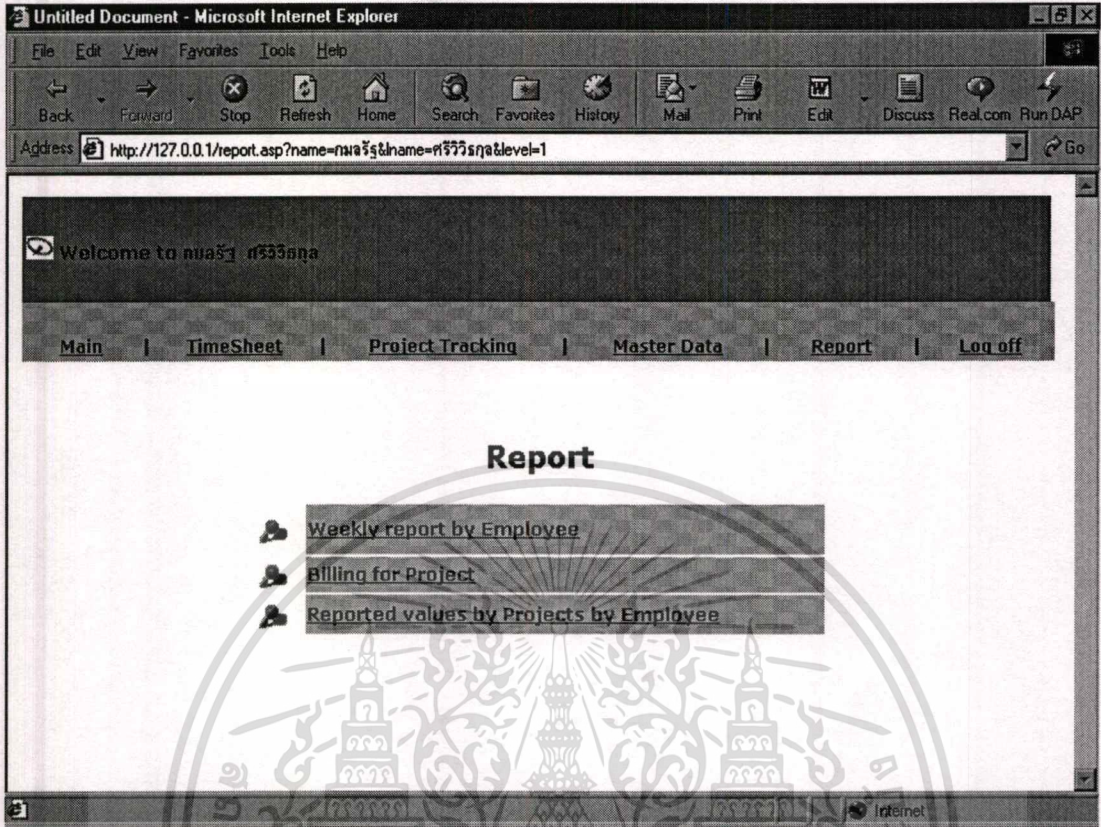 Untitled Document - Microsoft Internet Explorer
File Edit View Favorites Tools Help
Back Forward Stop Refresh Home Search Favorites History Mail Print Edit Discuss Real.com Run DAP
Address http://127.0.0.1/report.asp?name=กมลรัฐ&lname=ศรีวิวิธกุล&level=1 Go
Welcome to กมลรัฐ ศรีวิวิธกุล
Main | TimeSheet | Project Tracking | Master Data | Report | Log off
Report
Weekly report by Employee
Billing for Project
Reported values by Projects by Employee
Internet